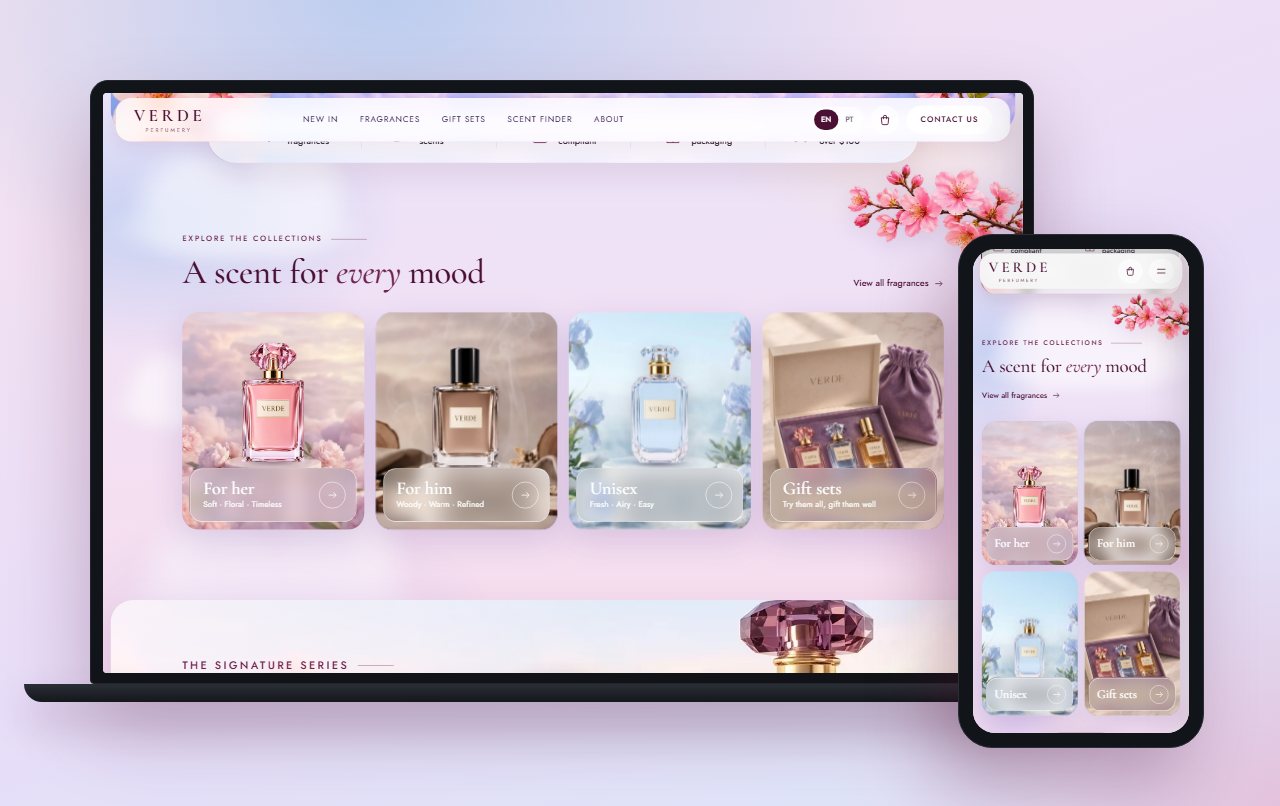 VERDE
PERFUMERY
NEW IN
FRAGRANCES
GIFT SETS
SCENT FINDER
ABOUT
EN
PT
CONTACT US
fragrances
scents
compliant
packaging
over $100
EXPLORE THE COLLECTIONS
A scent for every mood
View all fragrances →
VERDE
VERDE
VERDE
VERDE
For her
Soft · Floral · Timeless
For him
Woody · Warm · Refined
Unisex
Fresh · Airy · Easy
Gift sets
Try them all, gift them well
THE SIGNATURE SERIES
compliant
packaging
VERDE
PERFUMERY
EXPLORE THE COLLECTIONS
A scent for every mood
View all fragrances →
VERDE
For her
For him
Unisex
Gift sets